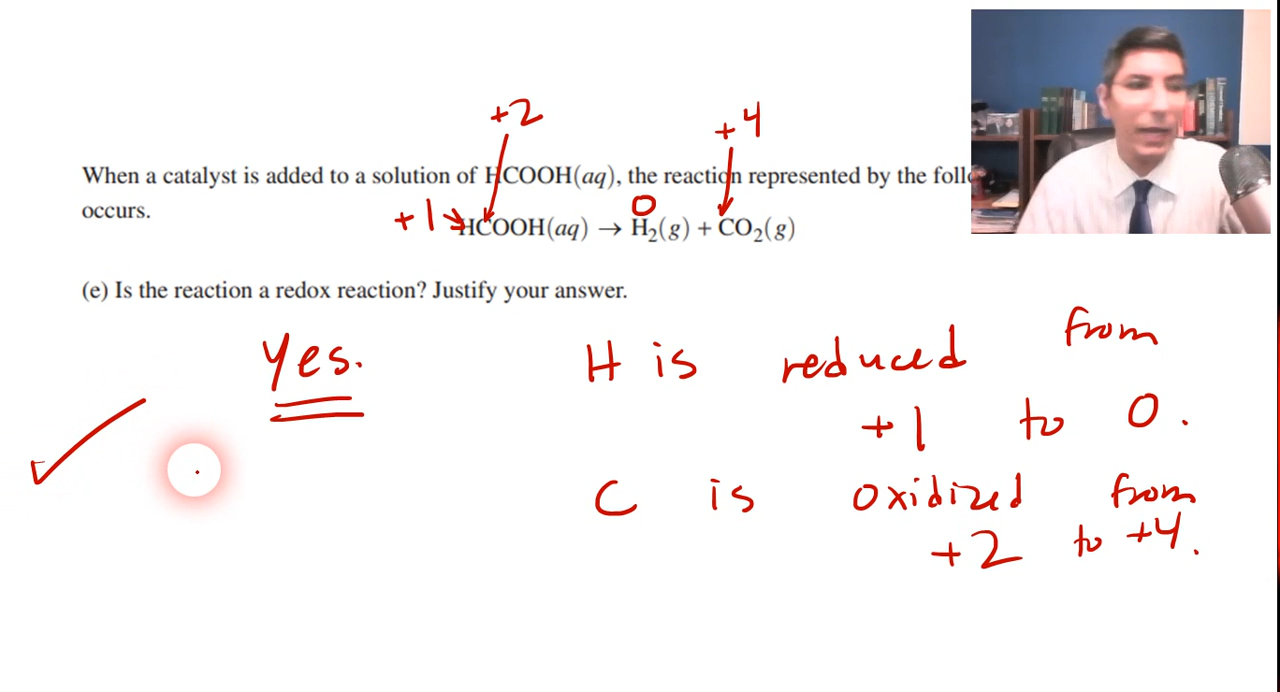 +2
+4
When a catalyst is added to a solution of HCOOH(aq), the reaction represented by the foll
occurs.
+1 0
HCOOH(aq) → H₂(g) + CO₂(g)
(e) Is the reaction a redox reaction? Justify your answer.
Yes.
H is reduced from
+1 to 0.
C is oxidized from
+2 to +4.